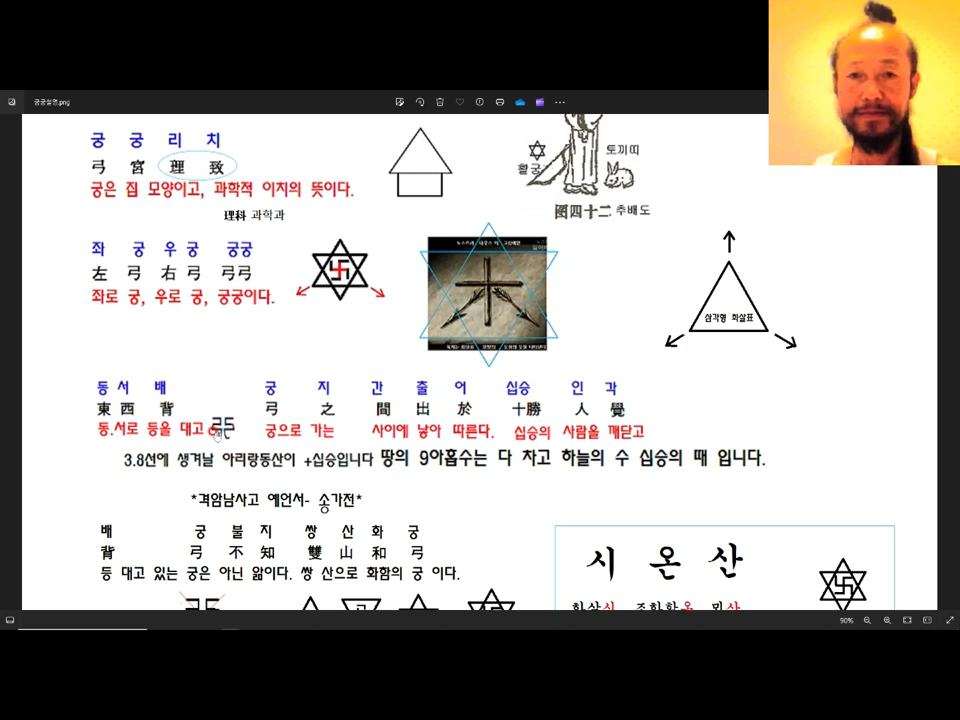 궁궁설명.png
궁 궁 리 치
弓 宮 理 致
궁은 집 모양이고, 과학적 이치의 뜻이다.
理科 과학과
활궁
토끼띠
圖四十二 추배도
좌 궁 우 궁 궁궁
左 弓 右 弓 弓弓
좌로 궁, 우로 궁, 궁궁이다.
卍
삼각형 화살표
동 서 배 궁 지 간 출 어 십승 인 각
東 西 背 弓 之 間 出 於 十勝 人 覺
동.서로 등을 대고 궁으로 가는 사이에 낳아 따른다. 십승의 사람을 깨닫고
3.8선에 생겨날 아리랑동산이 +십승입니다 땅의 9아홉수는 다 차고 하늘의 수 십승의 때 입니다.
*격암남사고 예언서- 송가전*
배 궁 불 지 쌍 산 화 궁
背 弓 不 知 雙 山 和 弓
등 대고 있는 궁은 아닌 앎이다. 쌍 산으로 화함의 궁 이다.
시 온 산
卍
90%